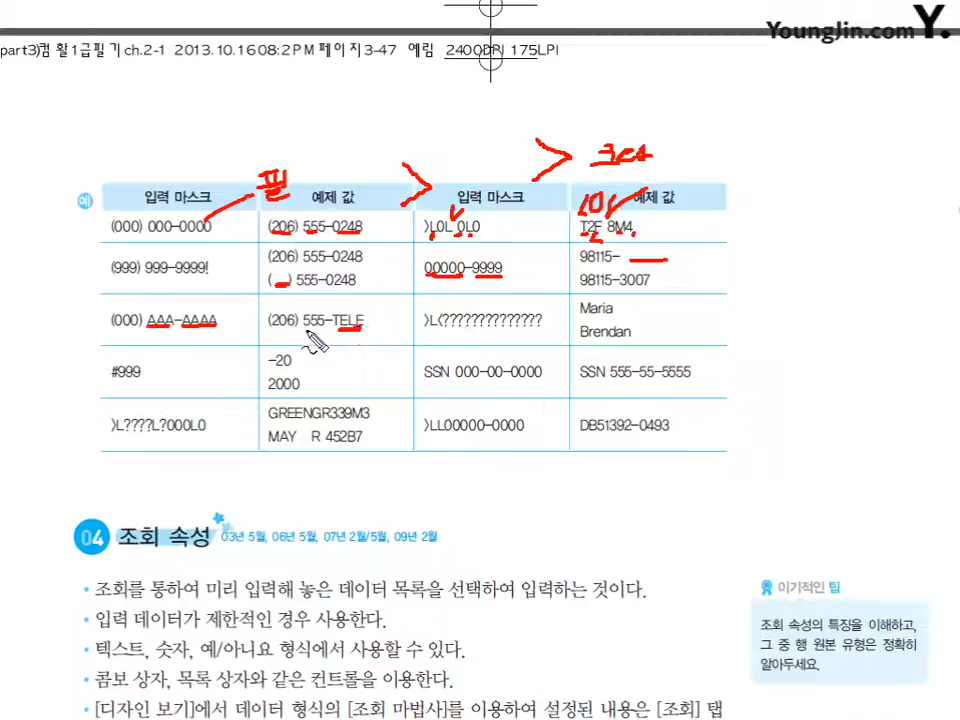 YoungJin.com Y.
part3)컴활1급필기ch.2-1 2013.10.16 08:2 PM 페이지3-47 예림 2400DPI 175LPI
필
> > 크다
예
입력 마스크 예제 값 입력 마스크 예제 값
(000) 000-0000 (206) 555-0248 >L0L 0L0 T2F 8M4
(999) 999-9999! (206) 555-0248 00000-9999 98115-
( ) 555-0248 98115-3007
(000) AAA-AAAA (206) 555-TELE >L<?????????????? Maria
Brendan
#999 -20 SSN 000-00-0000 SSN 555-55-5555
2000
>L????L?000L0 GREENGR339M3 >LL00000-0000 DB51392-0493
MAY R 452B7
04 조회 속성 03년 5월, 06년 5월, 07년 2월/5월, 09년 2월
• 조회를 통하여 미리 입력해 놓은 데이터 목록을 선택하여 입력하는 것이다.
• 입력 데이터가 제한적인 경우 사용한다.
• 텍스트, 숫자, 예/아니요 형식에서 사용할 수 있다.
• 콤보 상자, 목록 상자와 같은 컨트롤을 이용한다.
• [디자인 보기]에서 데이터 형식의 [조회 마법사]를 이용하여 설정된 내용은 [조회] 탭
이기적인 팁
조회 속성의 특징을 이해하고,
그 중 행 원본 유형은 정확히
알아두세요.